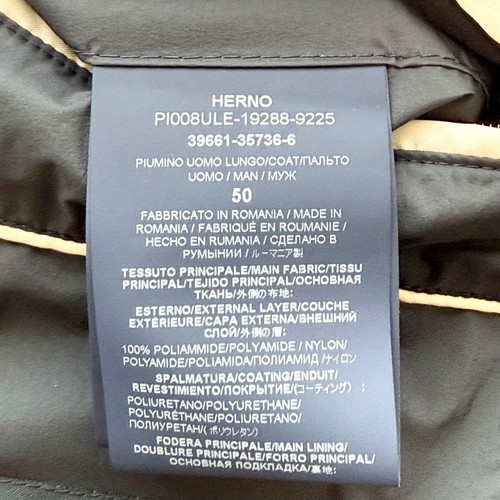 HERNO
PI008ULE-19288-9225
39661-35736-6
PIUMINO UOMO LUNGO/COAT/ПАЛЬТО
UOMO / MAN / МУЖ
50
FABBRICATO IN ROMANIA / MADE IN
ROMANIA / FABRIQUÉ EN ROUMANIE /
HECHO EN RUMANIA / СДЕЛАНО В
РУМЫНИИ / ルーマニア製
TESSUTO PRINCIPALE/MAIN FABRIC/TISSU
PRINCIPAL/TEJIDO PRINCIPAL/ОСНОВНАЯ
ТКАНЬ/外側の布地:
ESTERNO/EXTERNAL LAYER/COUCHE
EXTÉRIEURE/CAPA EXTERNA/ВНЕШНИЙ
СЛОЙ/外側の層:
100% POLIAMMIDE/POLYAMIDE / NYLON/
POLYAMIDE/POLIAMIDA/ПОЛИАМИД /ナイロン
SPALMATURA/COATING/ENDUIT/
REVESTIMIENTO/ПОКРЫТИЕ/(コーティング) :
POLIURETANO/POLYURETHANE/
POLYURÉTHANE/POLIURETANO/
ПОЛИУРЕТАН/( ポリウレタン)
FODERA PRINCIPALE/MAIN LINING/
DOUBLURE PRINCIPALE/FORRO PRINCIPAL/
ОСНОВНАЯ ПОДКЛАДКА/裏地: